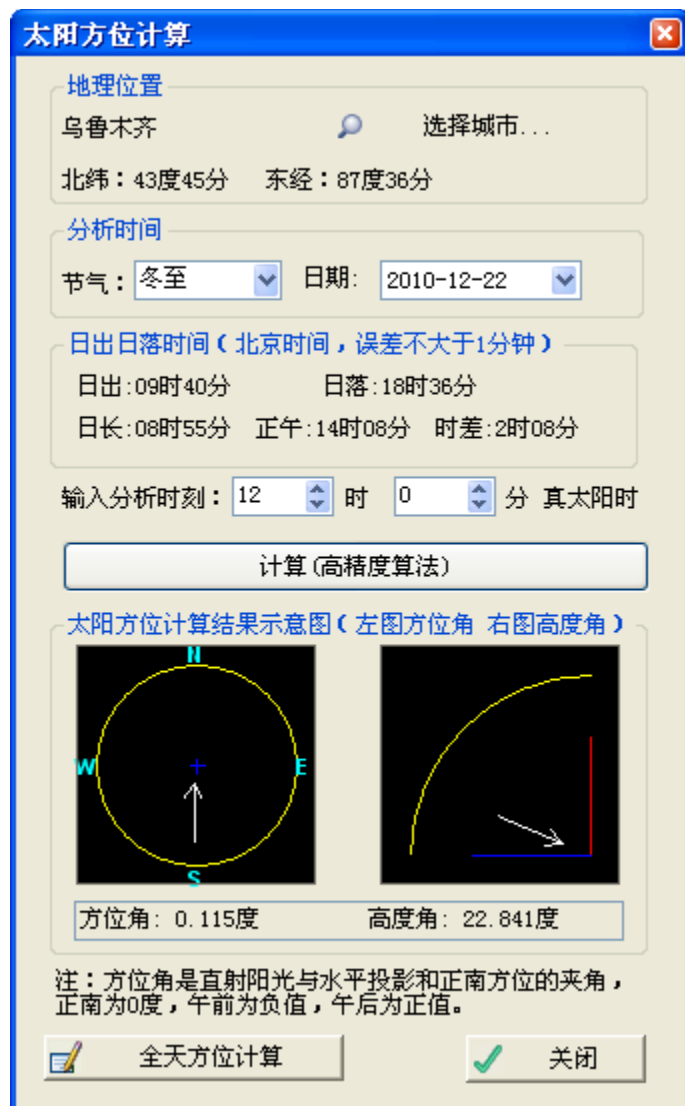 太阳方位计算
地理位置
乌鲁木齐 选择城市...
北纬：43度45分 东经：87度36分
分析时间
节气：冬至 日期: 2010-12-22
日出日落时间(北京时间，误差不大于1分钟)
日出:09时40分 日落:18时36分
日长:08时55分 正午:14时08分 时差:2时08分
输入分析时刻：12 时 0 分 真太阳时
计算(高精度算法)
太阳方位计算结果示意图(左图方位角 右图高度角)
N
W E
S
方位角: 0.115度 高度角: 22.841度
注：方位角是直射阳光与水平投影和正南方位的夹角，
正南为0度，午前为负值，午后为正值。
全天方位计算 关闭